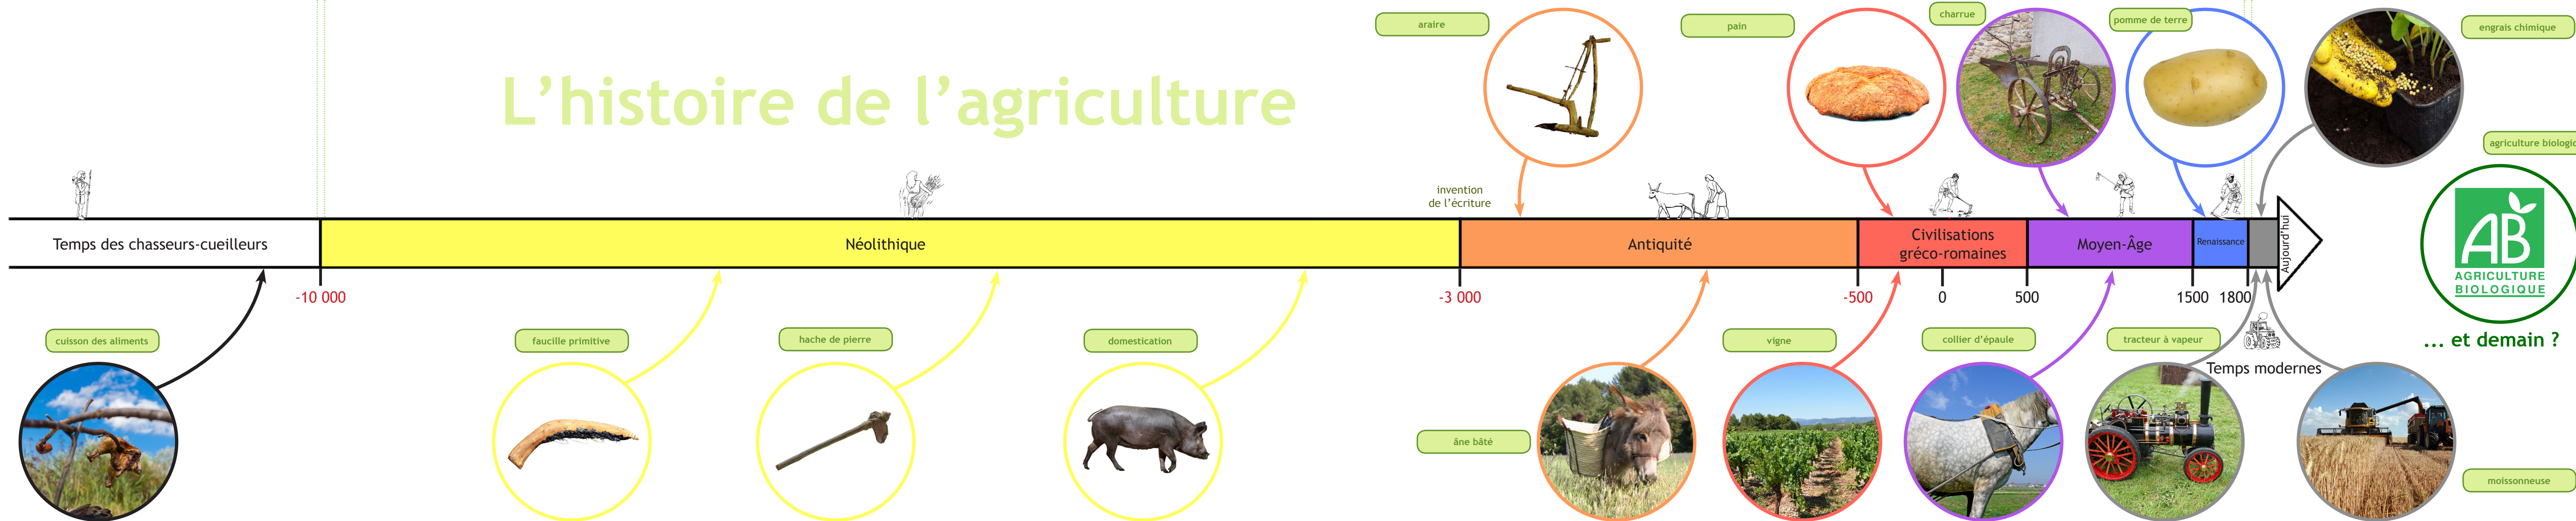 araire
pain
charrue
pomme de terre
engrais chimique
L'histoire de l'agriculture
agriculture biologi
invention
de l'écriture
Temps des chasseurs-cueilleurs
Néolithique
Antiquité
Civilisations
gréco-romaines
Moyen-Âge
Renaissance
Aujourd'hui
AB
AGRICULTURE
BIOLOGIQUE
-10 000
-3 000
-500
0
500
1500
1800
... et demain ?
cuisson des aliments
faucille primitive
hache de pierre
domestication
vigne
collier d'épaule
tracteur à vapeur
Temps modernes
âne bâté
moissonneuse